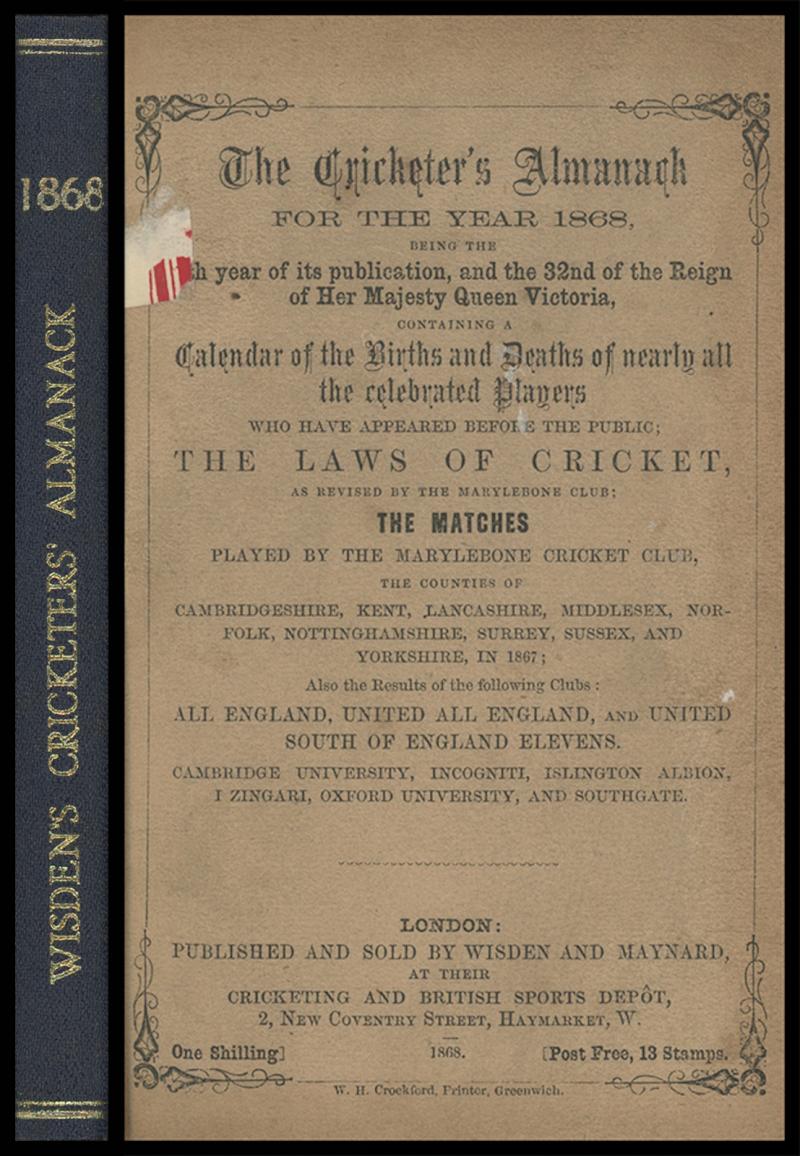 1868
WISDEN'S CRICKETERS' ALMANACK
The Cricketer's Almanack
FOR THE YEAR 1868,
BEING THE
year of its publication, and the 32nd of the Reign
of Her Majesty Queen Victoria,
CONTAINING A
Calendar of the Births and Deaths of nearly all
the celebrated Players
WHO HAVE APPEARED BEFORE THE PUBLIC;
THE LAWS OF CRICKET,
AS REVISED BY THE MARYLEBONE CLUB;
THE MATCHES
PLAYED BY THE MARYLEBONE CRICKET CLUB,
THE COUNTIES OF
CAMBRIDGESHIRE, KENT, LANCASHIRE, MIDDLESEX, NOR-
FOLK, NOTTINGHAMSHIRE, SURREY, SUSSEX, AND
YORKSHIRE, IN 1867;
Also the Results of the following Clubs:
ALL ENGLAND, UNITED ALL ENGLAND, AND UNITED
SOUTH OF ENGLAND ELEVENS.
CAMBRIDGE UNIVERSITY, INCOGNITI, ISLINGTON ALBION,
I ZINGARI, OXFORD UNIVERSITY, AND SOUTHGATE.
LONDON:
PUBLISHED AND SOLD BY WISDEN AND MAYNARD,
AT THEIR
CRICKETING AND BRITISH SPORTS DEPÔT,
2, NEW COVENTRY STREET, HAYMARKET, W.
One Shilling] 1868. [Post Free, 13 Stamps.
W. H. Crockford, Printer, Greenwich.